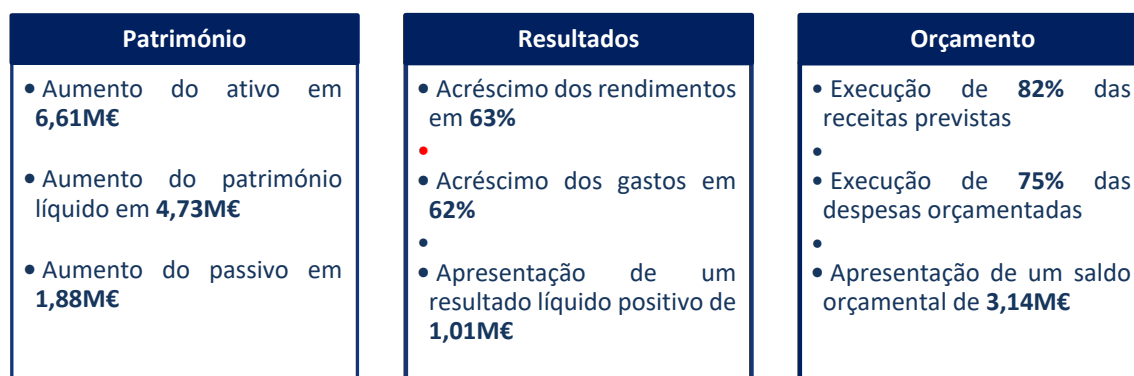 Património
• Aumento do ativo em
6,61M€
• Aumento do património
líquido em 4,73M€
• Aumento do passivo em
1,88M€
Resultados
• Acréscimo dos rendimentos
em 63%
•
• Acréscimo dos gastos em
62%
•
• Apresentação de um
resultado líquido positivo de
1,01M€
Orçamento
• Execução de 82% das
receitas previstas
•
• Execução de 75% das
despesas orçamentadas
•
• Apresentação de um saldo
orçamental de 3,14M€